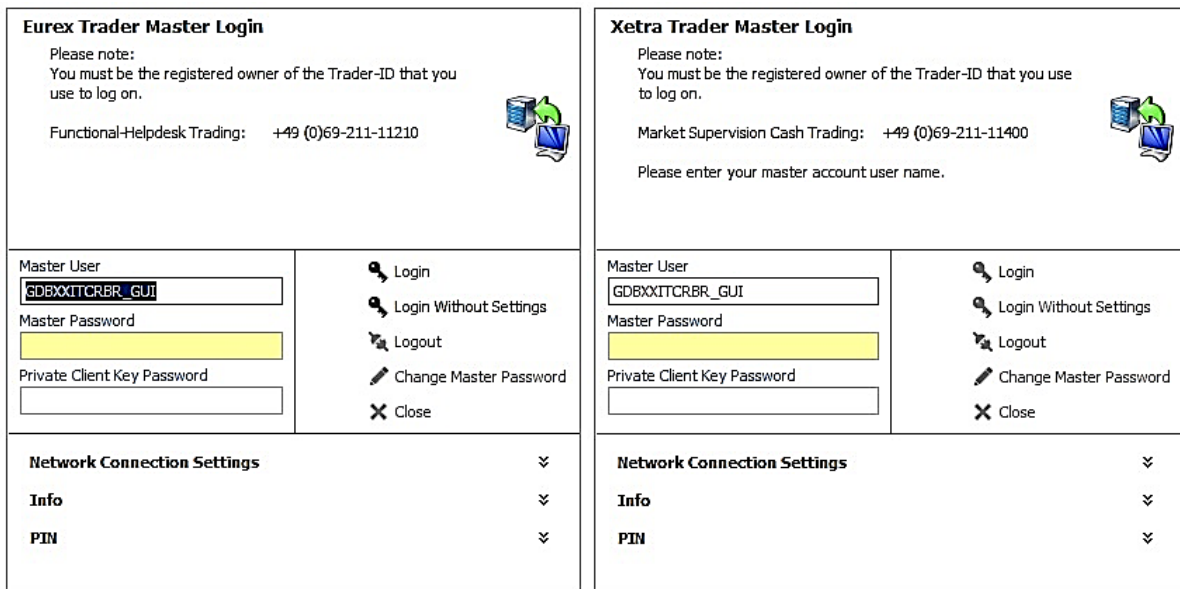 Eurex Trader Master Login
Please note:
You must be the registered owner of the Trader-ID that you
use to log on.
Functional-Helpdesk Trading: +49 (0)69-211-11210
Master User
GDBXXITCRBR_GUI
Master Password
Private Client Key Password
Login
Login Without Settings
Logout
Change Master Password
Close
Network Connection Settings
Info
PIN
Xetra Trader Master Login
Please note:
You must be the registered owner of the Trader-ID that you use
to log on.
Market Supervision Cash Trading: +49 (0)69-211-11400
Please enter your master account user name.
Master User
GDBXXITCRBR_GUI
Master Password
Private Client Key Password
Login
Login Without Settings
Logout
Change Master Password
Close
Network Connection Settings
Info
PIN